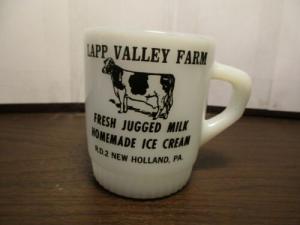 LAPP VALLEY FARM
FRESH JUGGED MILK
HOMEMADE ICE CREAM
R.D.2 NEW HOLLAND, PA.